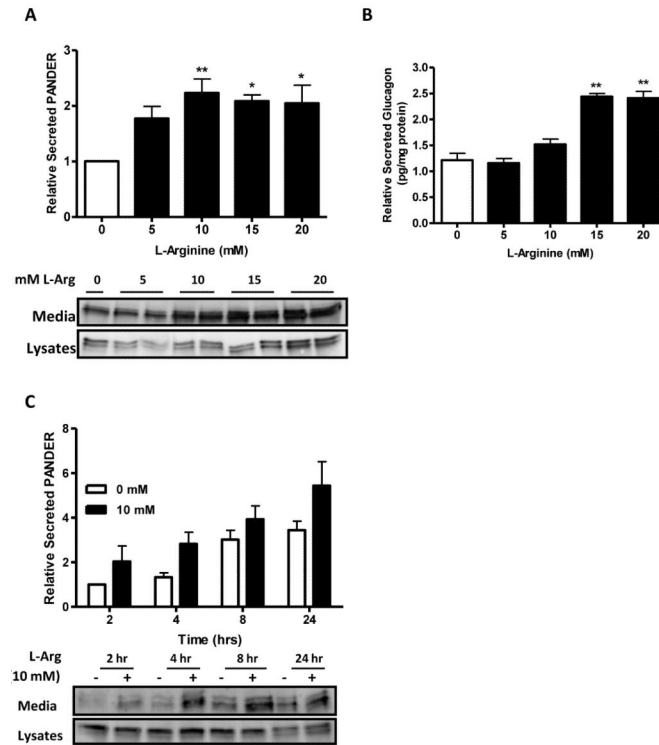 A
Relative Secreted PANDER
3
2
1
0
** * *
0 5 10 15 20
L-Arginine (mM)
mM L-Arg 0 5 10 15 20
Media
Lysates
B
Relative Secreted Glucagon
(pg/mg protein)
3.0
2.5
2.0
1.5
1.0
0.5
0.0
** **
0 5 10 15 20
L-Arginine (mM)
C
Relative Secreted PANDER
8
6
4
2
0
0 mM
10 mM
2 4 8 24
Time (hrs)
L-Arg 2 hr 4 hr 8 hr 24 hr
10 mM) - + - + - + - +
Media
Lysates